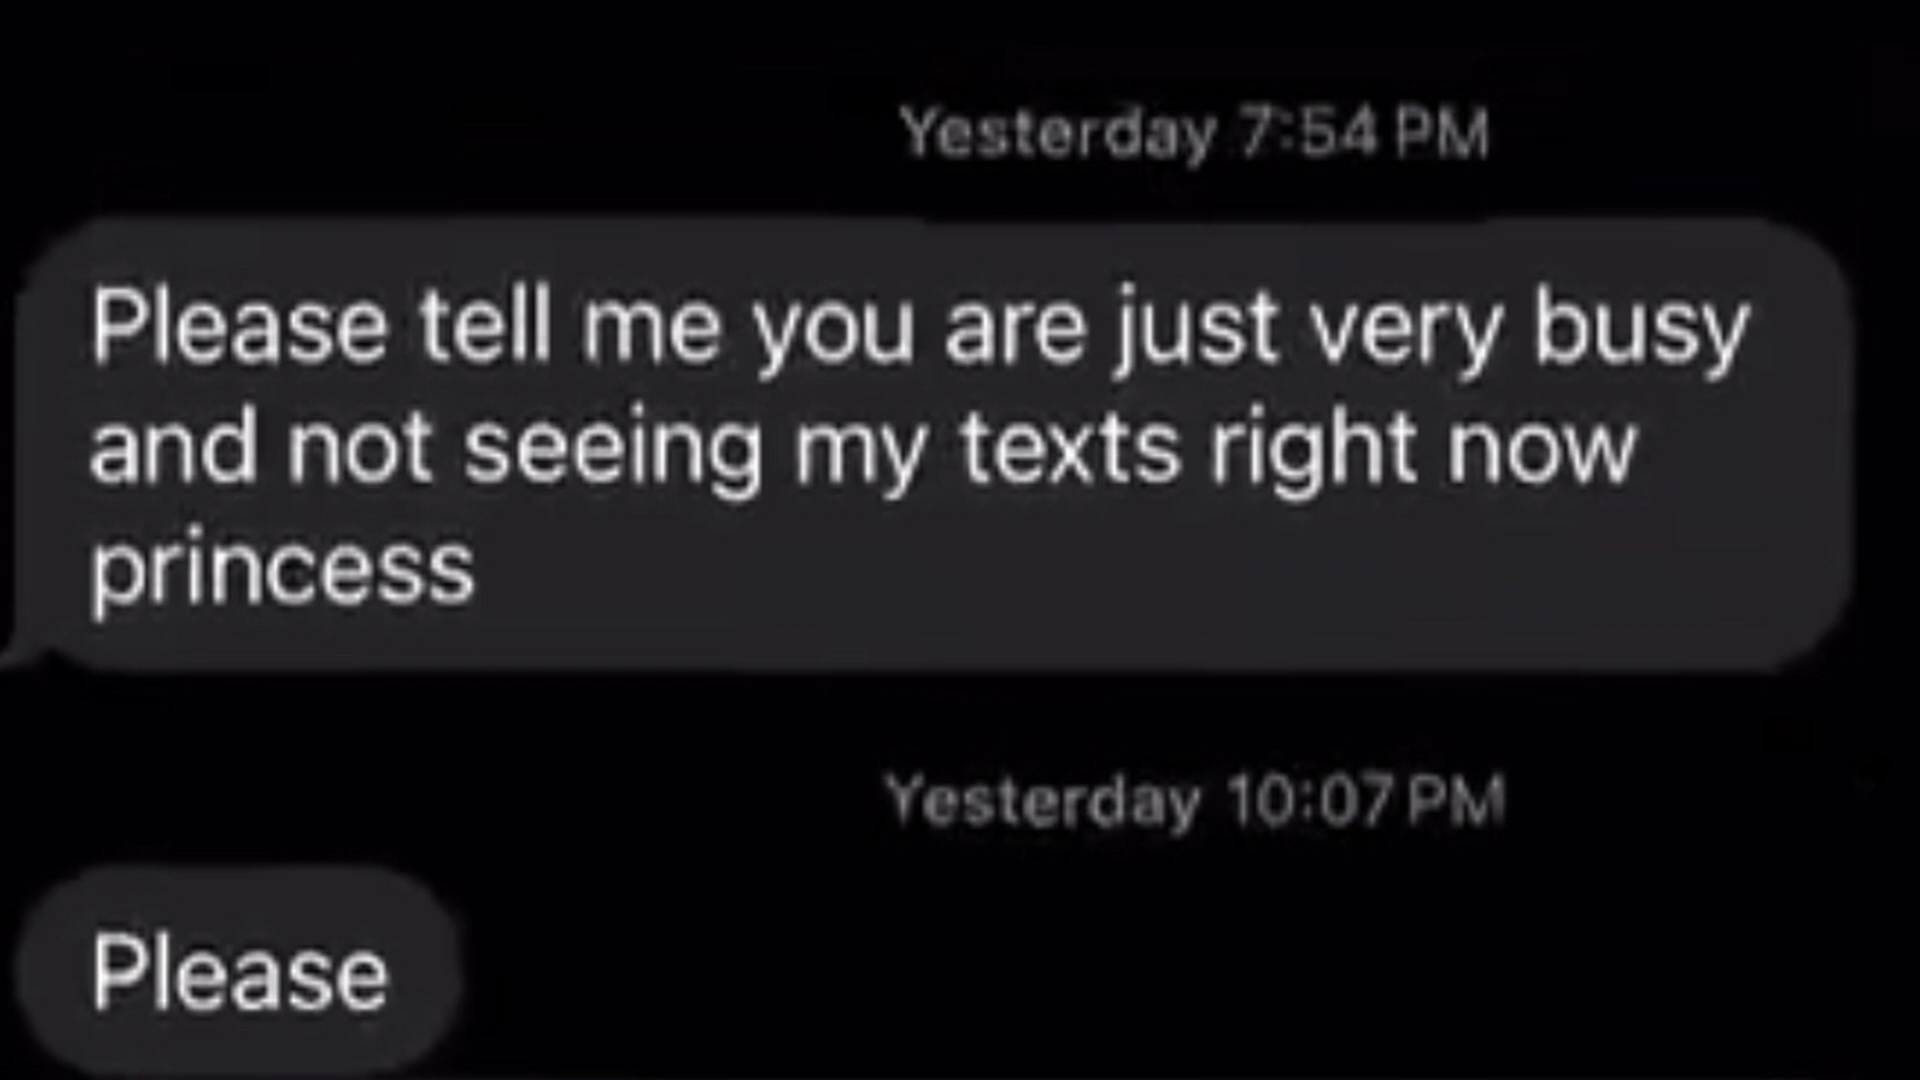 Yesterday 7:54 PM
Please tell me you are just very busy
and not seeing my texts right now
princess
Yesterday 10:07 PM
Please